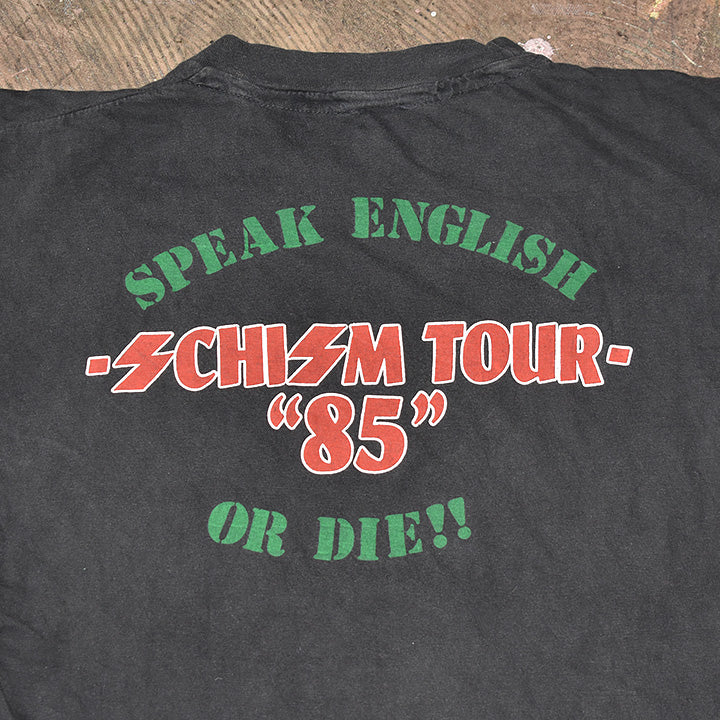 SPEAK ENGLISH
-SCHISM TOUR-
“85”
OR DIE!!